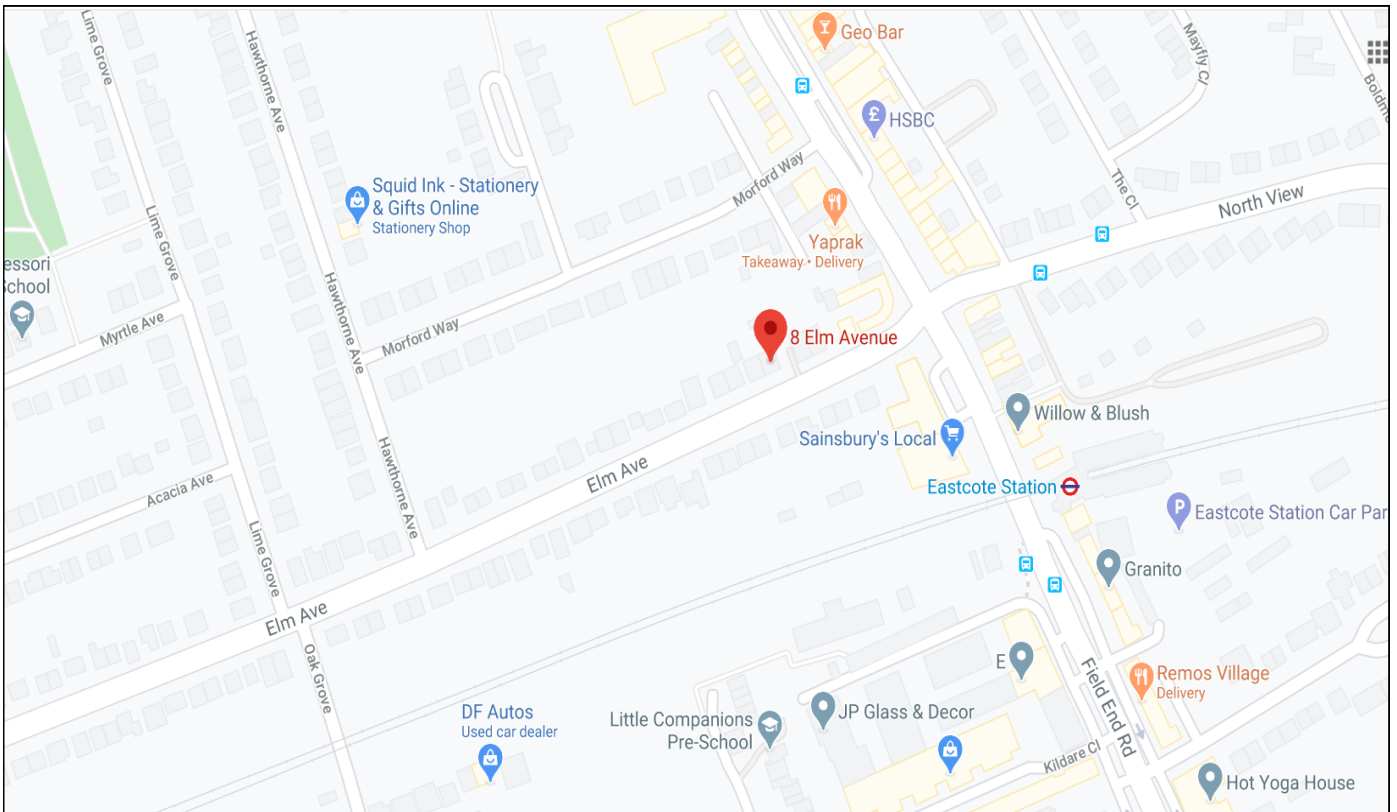 Lime Grove
Hawthorne Ave
Geo Bar
Mayfly Cl
HSBC
Squid Ink - Stationery
& Gifts Online
Stationery Shop
Morford Way
The Cl
North View
Lime Grove
Yaprak
Takeaway • Delivery
essori
School
Hawthorne Ave
Myrtle Ave
Morford Way
8 Elm Avenue
Willow & Blush
Sainsbury's Local
Elm Ave
Hawthorne Ave
Acacia Ave
Eastcote Station
P
Eastcote Station Car Par
Lime Grove
Granito
Elm Ave
Oak Grove
E
Field End Rd
Remos Village
Delivery
DF Autos
Used car dealer
Little Companions
Pre-School
JP Glass & Decor
Kildare Cl
Hot Yoga House